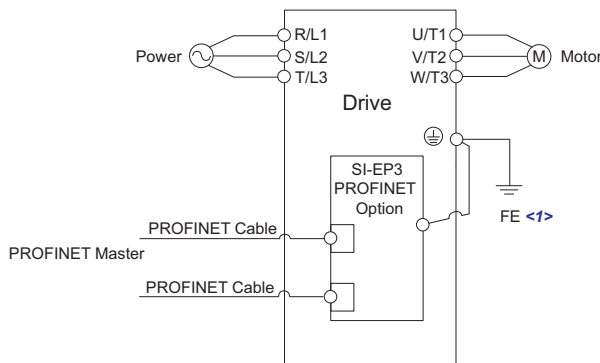 R/L1
U/T1
Power
S/L2
V/T2
M
Motor
T/L3
W/T3
Drive
SI-EP3
PROFINET
Option
FE <1>
PROFINET Cable
PROFINET Master
PROFINET Cable